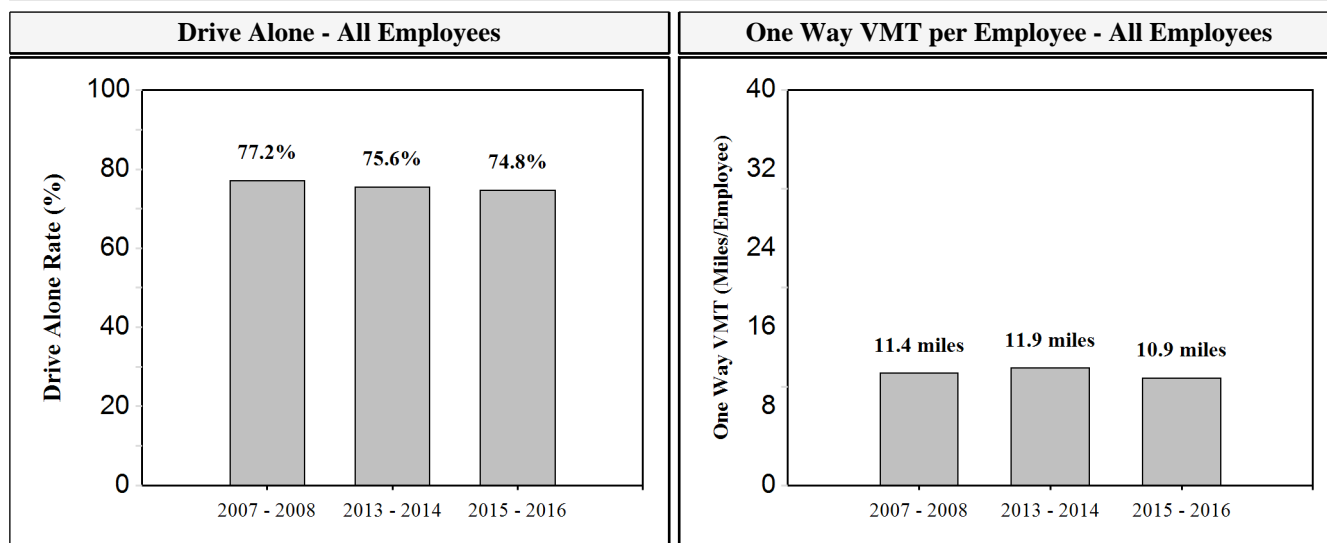 Drive Alone - All Employees
Drive Alone Rate (%)
100
80
60
40
20
0
77.2%
75.6%
74.8%
2007 - 2008
2013 - 2014
2015 - 2016
One Way VMT per Employee - All Employees
One Way VMT (Miles/Employee)
40
32
24
16
8
0
11.4 miles
11.9 miles
10.9 miles
2007 - 2008
2013 - 2014
2015 - 2016